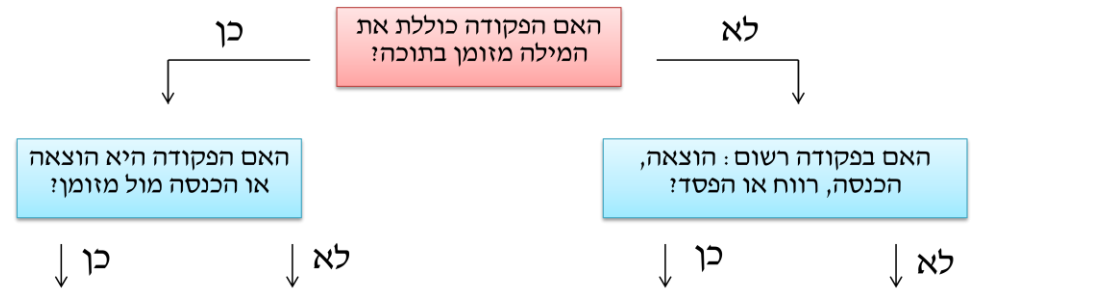 האם הפקודה כוללת את
המילה מזומן בתוכה?
לא
כן
האם בפקודה רשום: הוצאה,
הכנסה, רווח או הפסד?
האם הפקודה היא הוצאה
או הכנסה מול מזומן?
לא
כן
לא
כן